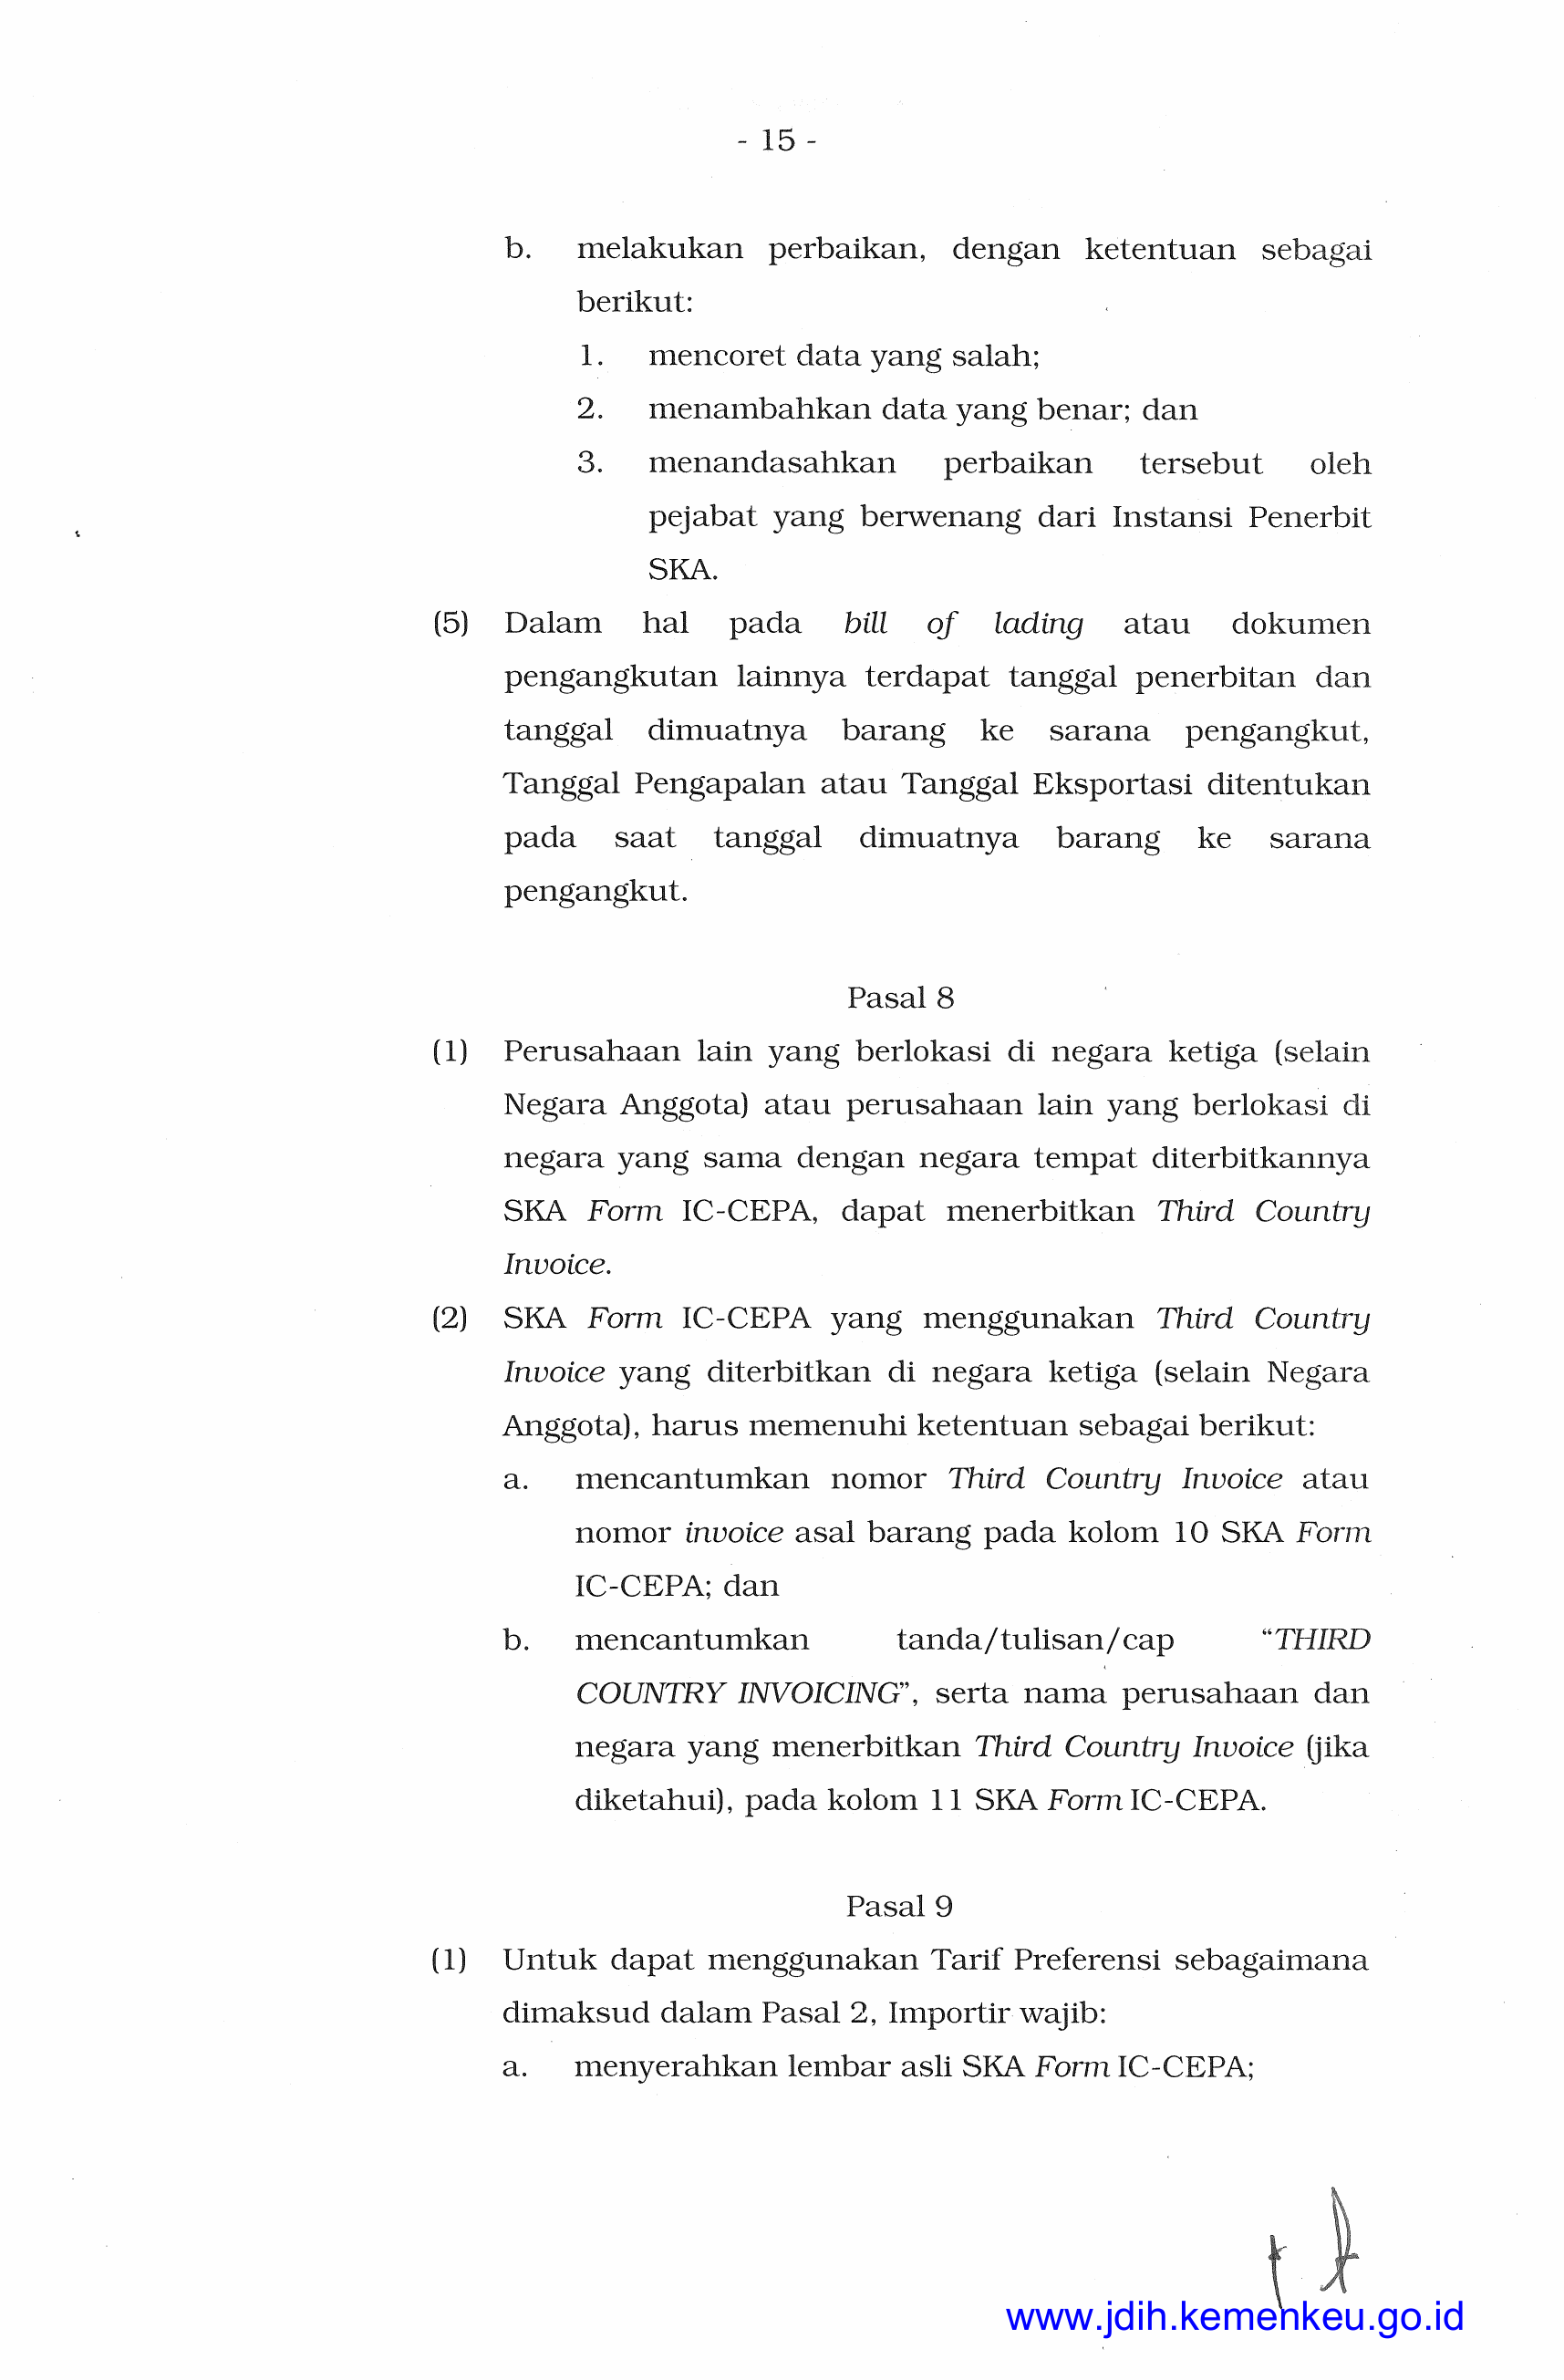 - 15 -
b. melakukan perbaikan, dengan ketentuan sebagai
berikut:
1. mencoret data yang salah;
2. menambahkan data yang benar; dan
3. menandasahkan perbaikan tersebut oleh
pejabat yang berwenang dari Instansi Penerbit
SKA.
(5) Dalam hal pada bill of lading atau dokumen
pengangkutan lainnya terdapat tanggal penerbitan dan
tanggal dimuatnya barang ke sarana pengangkut,
Tanggal Pengapalan atau Tanggal Eksportasi ditentukan
pada saat tanggal dimuatnya barang ke sarana
pengangkut.
Pasal 8
(1) Perusahaan lain yang berlokasi di negara ketiga (selain
Negara Anggota) atau perusahaan lain yang berlokasi di
negara yang sama dengan negara tempat diterbitkannya
SKA Form IC-CEPA, dapat menerbitkan Third Country
Invoice.
(2) SKA Form IC-CEPA yang menggunakan Third Country
Invoice yang diterbitkan di negara ketiga (selain Negara
Anggota), harus memenuhi ketentuan sebagai berikut:
a. mencantumkan nomor Third Country Invoice atau
nomor invoice asal barang pada kolom 10 SKA Form
IC-CEPA; dan
b. mencantumkan tanda/tulisan/cap “THIRD
COUNTRY INVOICING”, serta nama perusahaan dan
negara yang menerbitkan Third Country Invoice (jika
diketahui), pada kolom 11 SKA Form IC-CEPA.
Pasal 9
(1) Untuk dapat menggunakan Tarif Preferensi sebagaimana
dimaksud dalam Pasal 2, Importir wajib:
a. menyerahkan lembar asli SKA Form IC-CEPA;
www.jdih.kemenkeu.go.id